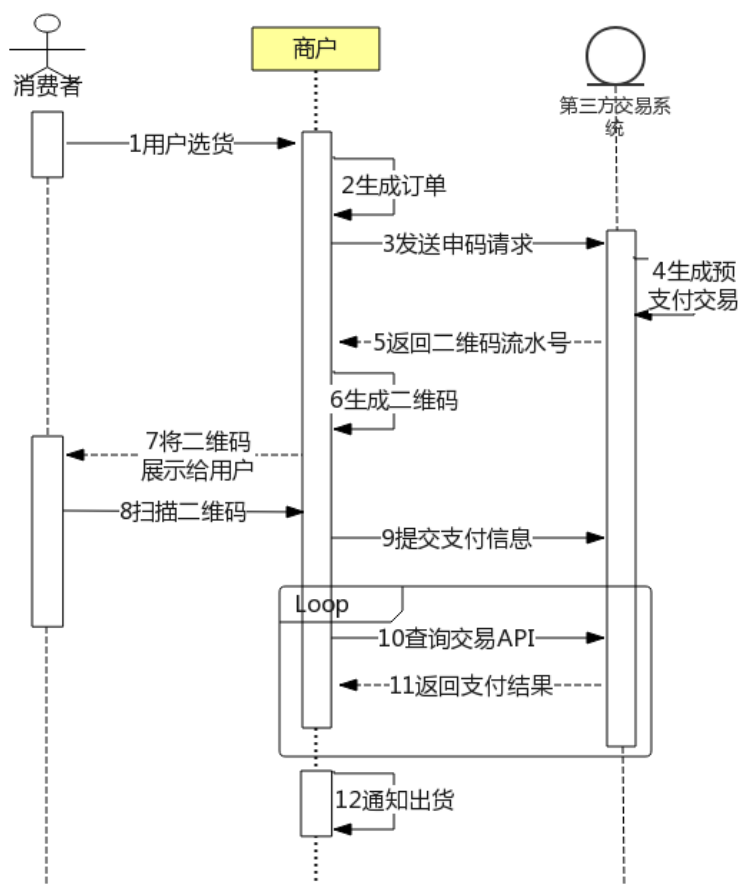 商户
消费者
第三方交易系
统
1用户选货
2生成订单
3发送申码请求
4生成预
支付交易
5返回二维码流水号
6生成二维码
7将二维码
展示给用户
8扫描二维码
9提交支付信息
Loop
10查询交易API
11返回支付结果
12通知出货